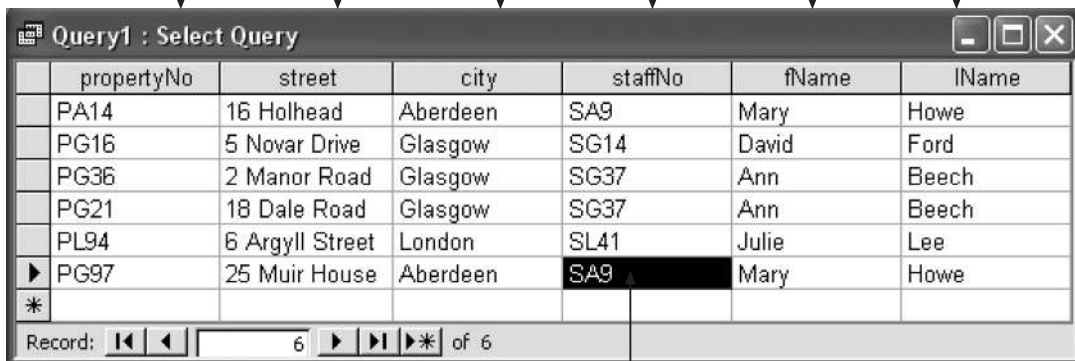 Query1 : Select Query
propertyNo street city staffNo fName lName
PA14 16 Holhead Aberdeen SA9 Mary Howe
PG16 5 Novar Drive Glasgow SG14 David Ford
PG36 2 Manor Road Glasgow SG37 Ann Beech
PG21 18 Dale Road Glasgow SG37 Ann Beech
PL94 6 Argyll Street London SL41 Julie Lee
PG97 25 Muir House Aberdeen SA9 Mary Howe
Record: 6 of 6